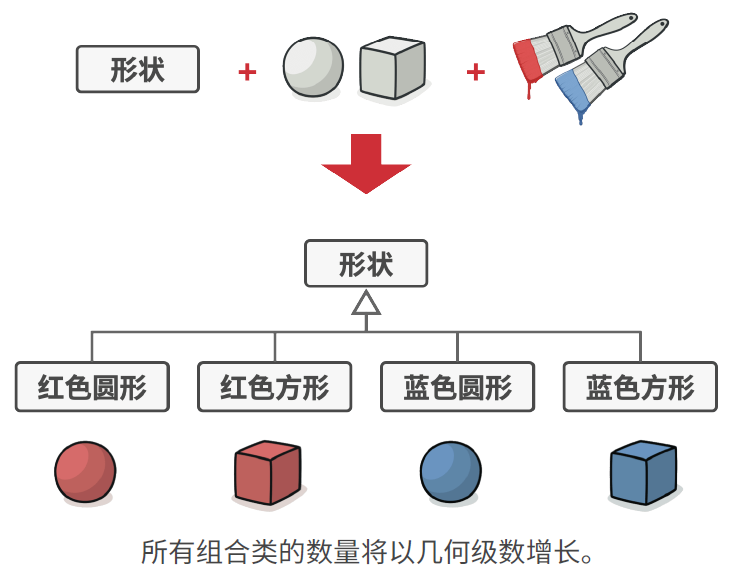 形状
+
+
形状
红色圆形
红色方形
蓝色圆形
蓝色方形
所有组合类的数量将以几何级数增长。